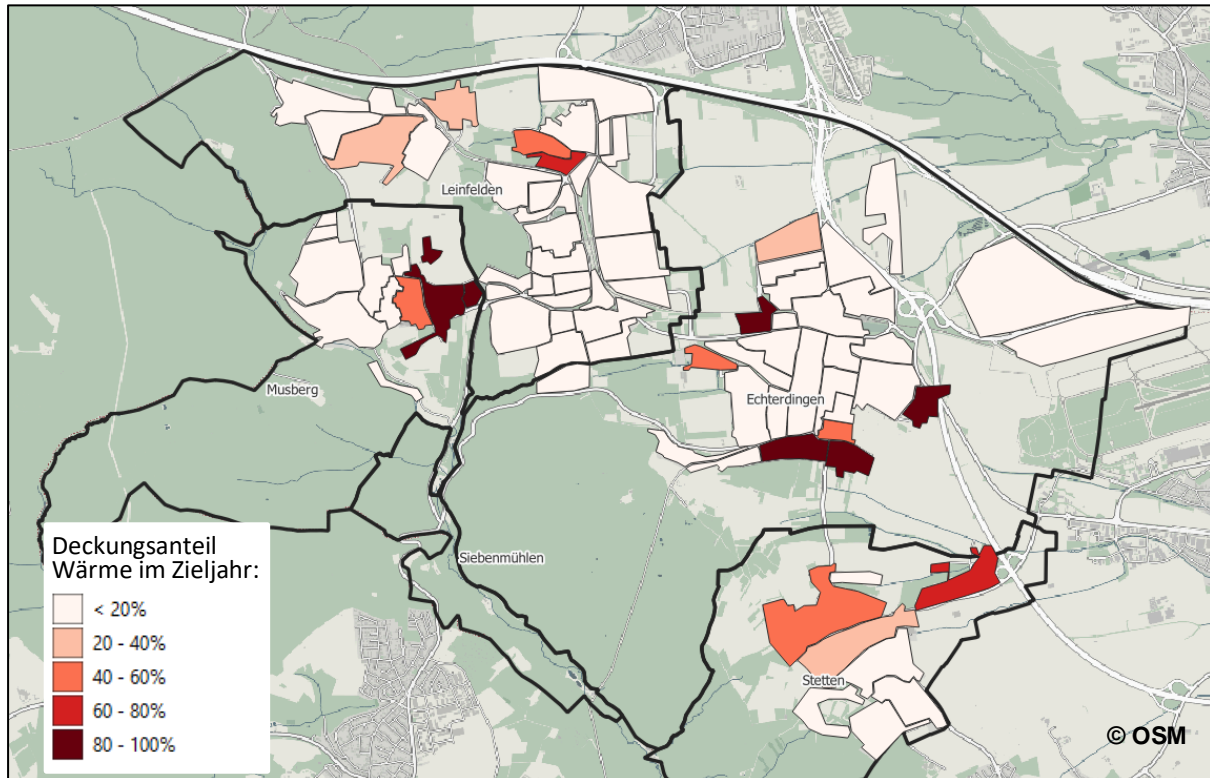 Leinfelden
Musberg
Echterdingen
Siebenmühlen
Stetten
Deckungsanteil
Wärme im Zieljahr:
< 20%
20 - 40%
40 - 60%
60 - 80%
80 - 100%
© OSM